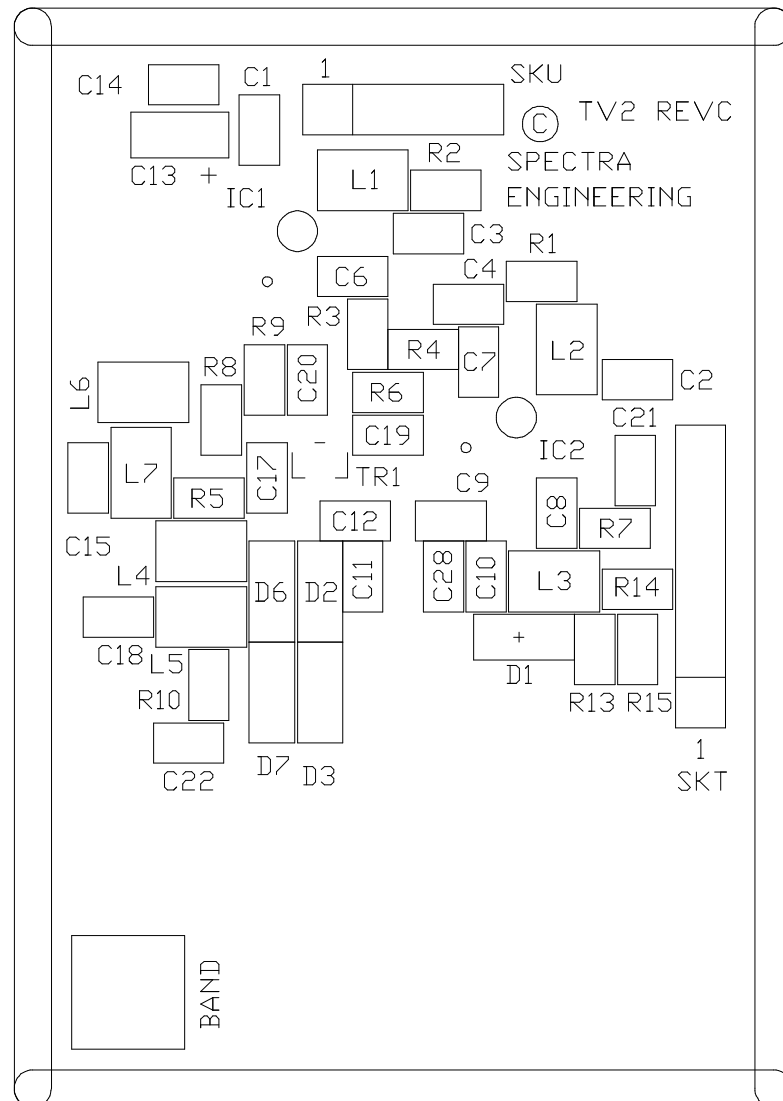 1
SKU
C14
C1
© TV2 REVC
C13 +
R2
SPECTRA
ENGINEERING
L1
IC1
C3
R1
C6
C4
R3
R9
R4
C7
L2
R8
C20
L6
R6
C2
C19
C21
L7
C17
TR1
IC2
R5
C9
C8
C12
R7
C15
L4
D6
D2
C11
C28
C10
L3
R14
C18
L5
+
D1
R10
R13
R15
C22
D7
D3
1
SKT
BAND